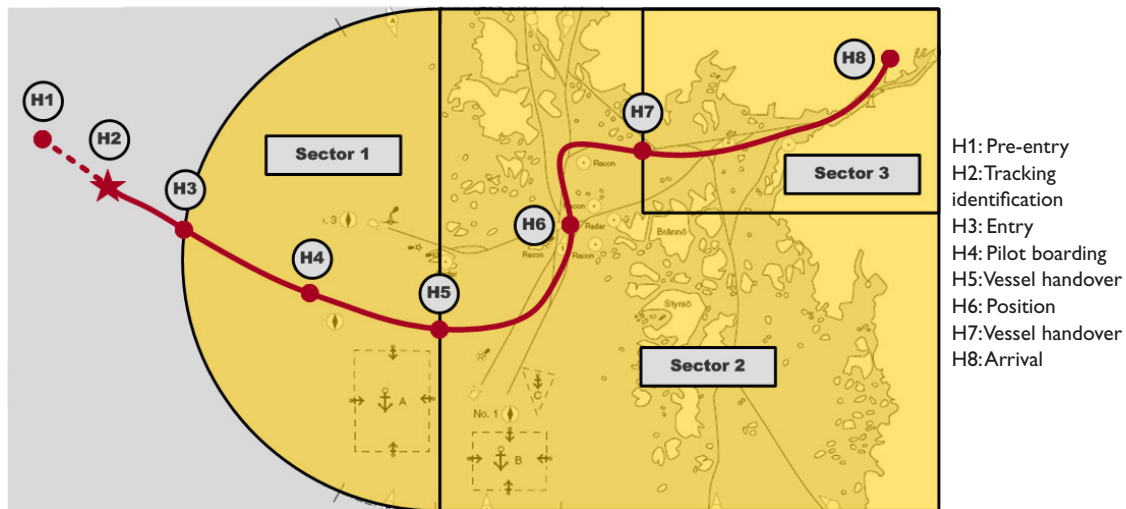 H1
H2
H3
H4
H5
H6
H7
H8
Sector 1
Sector 2
Sector 3
Racon
Racon
Radar
Racon
Racon
Brännö
Styrsö
A
B
C
No. 1
H1: Pre-entry
H2: Tracking
identification
H3: Entry
H4: Pilot boarding
H5: Vessel handover
H6: Position
H7: Vessel handover
H8: Arrival